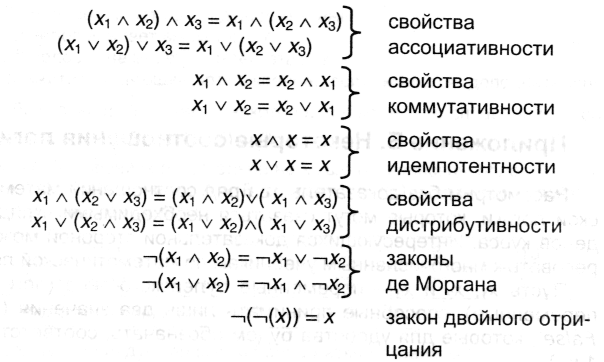 (x₁ ∧ x₂) ∧ x₃ = x₁ ∧ (x₂ ∧ x₃) свойства
(x₁ ∨ x₂) ∨ x₃ = x₁ ∨ (x₂ ∨ x₃) ассоциативности
x₁ ∧ x₂ = x₂ ∧ x₁ свойства
x₁ ∨ x₂ = x₂ ∨ x₁ коммутативности
x ∧ x = x свойства
x ∨ x = x идемпотентности
x₁ ∧ (x₂ ∨ x₃) = (x₁ ∧ x₂)∨( x₁ ∧ x₃) свойства
x₁ ∨ (x₂ ∧ x₃) = (x₁ ∨ x₂)∧( x₁ ∨ x₃) дистрибутивности
¬(x₁ ∧ x₂) = ¬x₁ ∨ ¬x₂ законы
¬(x₁ ∨ x₂) = ¬x₁ ∧ ¬x₂ де Моргана
¬(¬(x)) = x закон двойного отри-
цания